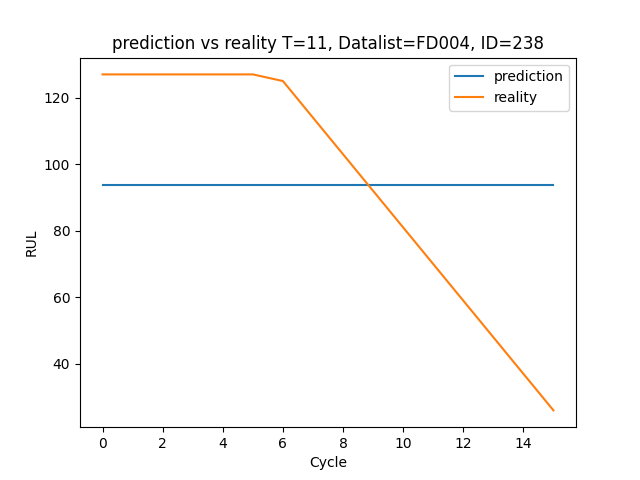 prediction vs reality T=11, Datalist=FD004, ID=238
prediction
reality
120
100
80
60
40
RUL
0 2 4 6 8 10 12 14
Cycle